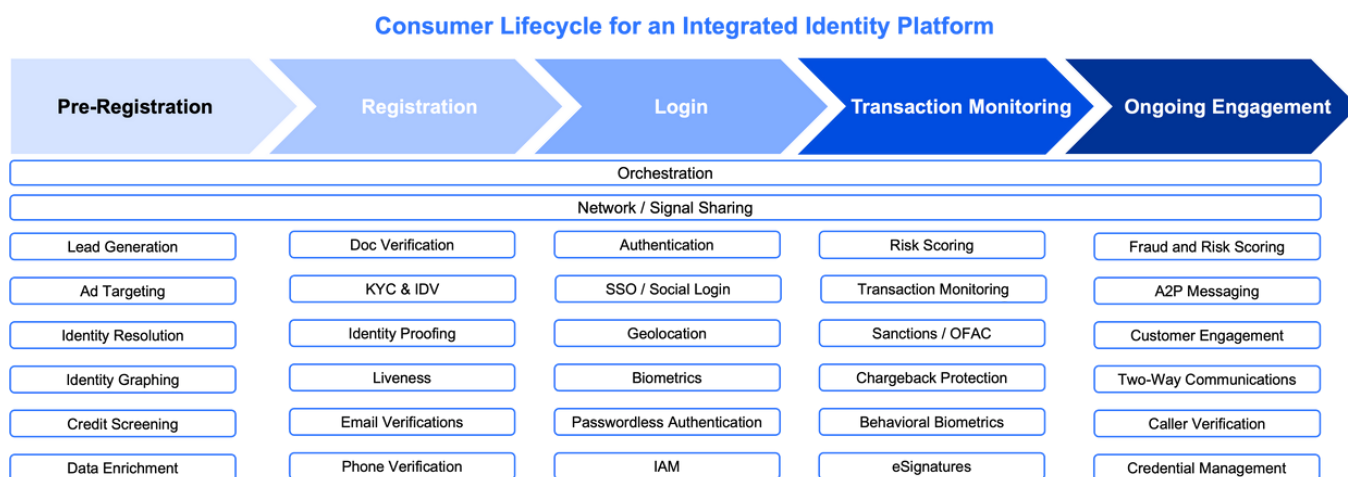 Consumer Lifecycle for an Integrated Identity Platform
Pre-Registration
Registration
Login
Transaction Monitoring
Ongoing Engagement
Orchestration
Network / Signal Sharing
Lead Generation
Ad Targeting
Identity Resolution
Identity Graphing
Credit Screening
Data Enrichment
Doc Verification
KYC & IDV
Identity Proofing
Liveness
Email Verifications
Phone Verification
Authentication
SSO / Social Login
Geolocation
Biometrics
Passwordless Authentication
IAM
Risk Scoring
Transaction Monitoring
Sanctions / OFAC
Chargeback Protection
Behavioral Biometrics
eSignatures
Fraud and Risk Scoring
A2P Messaging
Customer Engagement
Two-Way Communications
Caller Verification
Credential Management